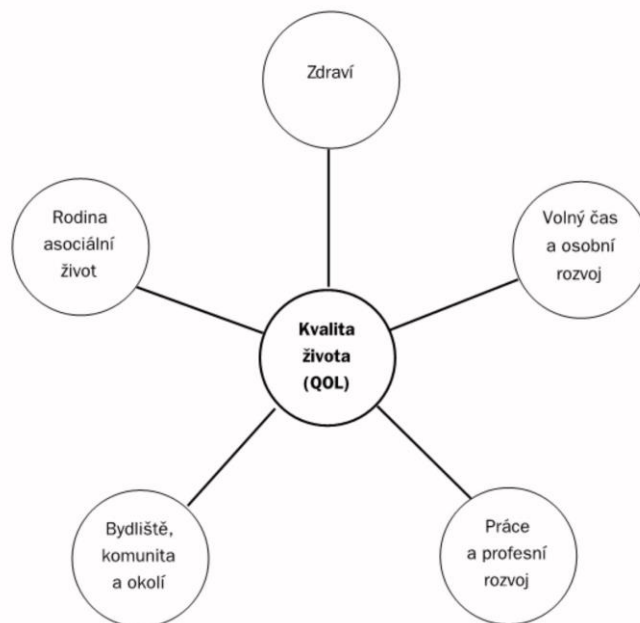 Zdraví
Rodina
asociální
život
Volný čas
a osobní
rozvoj
Kvalita
života
(QOL)
Bydliště,
komunita
a okolí
Práce
a profesní
rozvoj